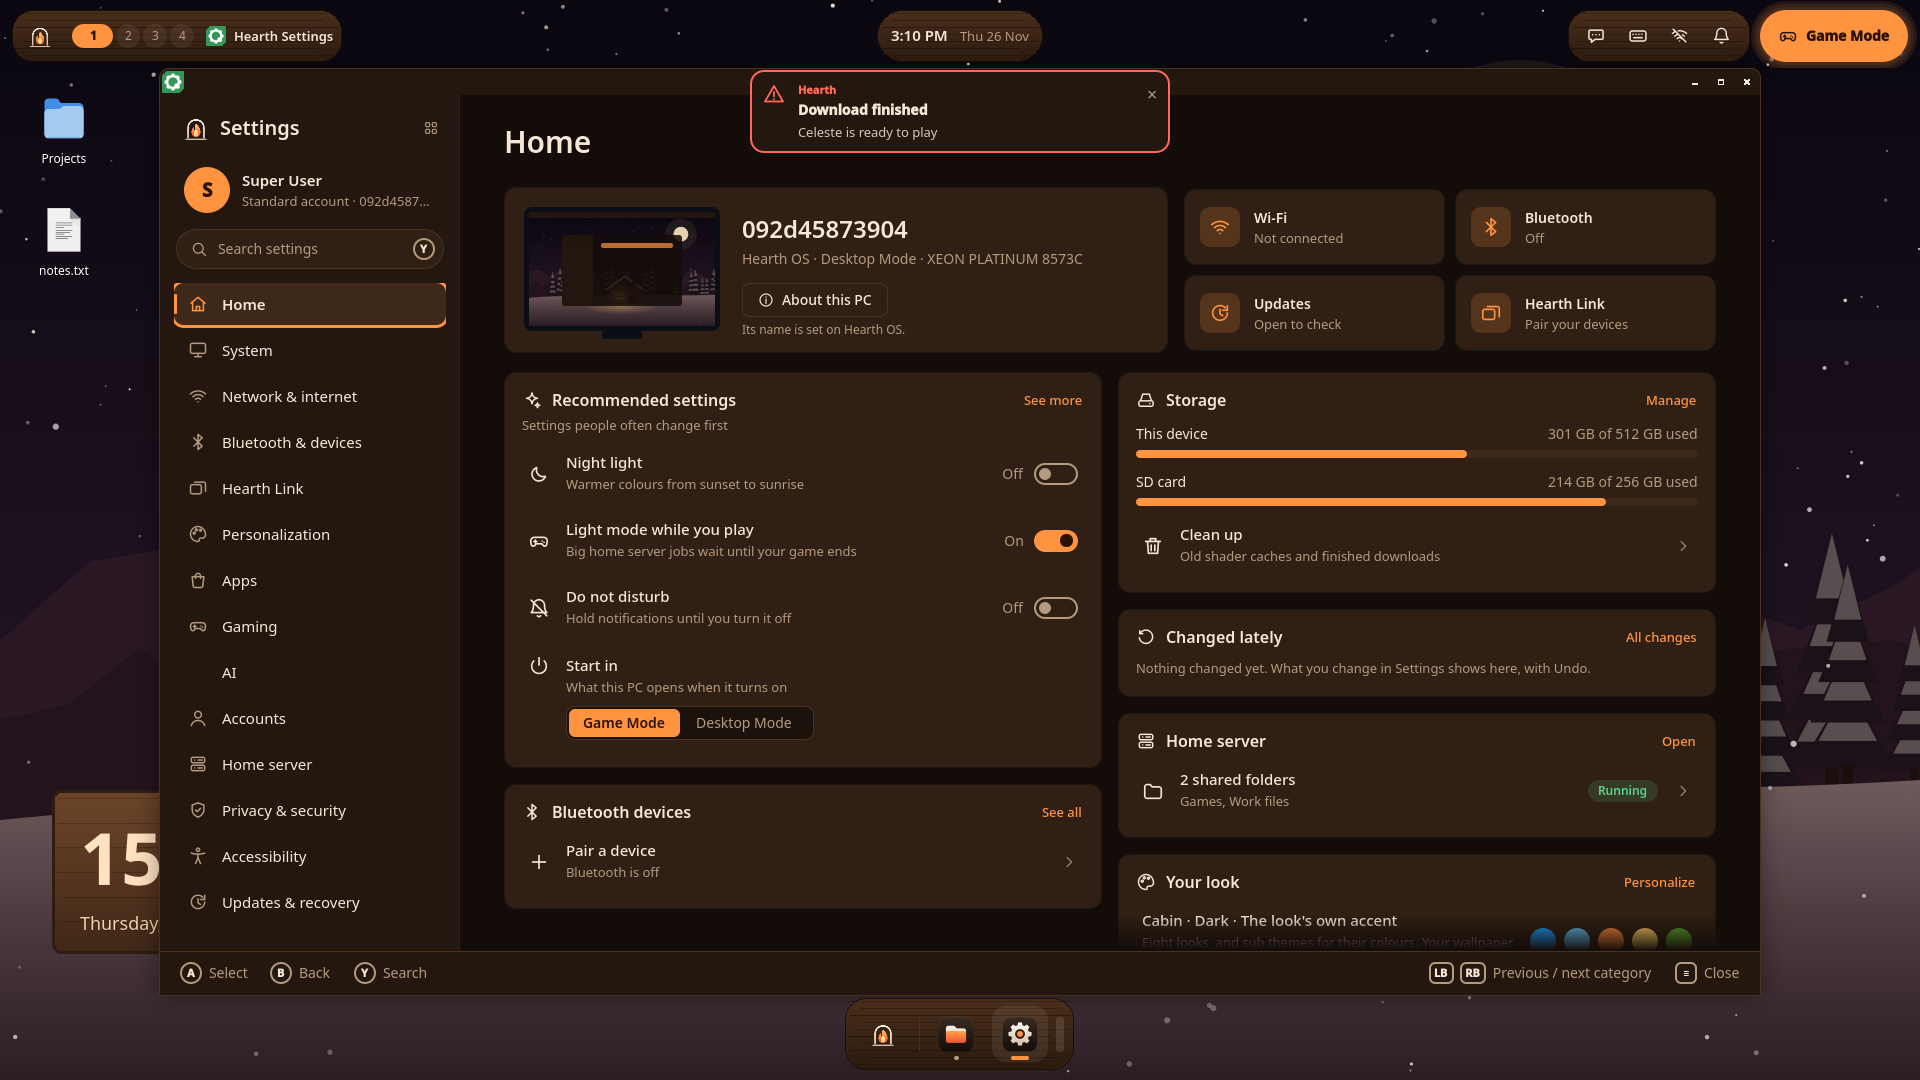 1 2 3 4 Hearth Settings
3:10 PM Thu 26 Nov
Game Mode
Projects
notes.txt
15
Thursday
Hearth
Download finished
Celeste is ready to play
Settings
S
Super User
Standard account · 092d4587...
Search settings Y
Home
System
Network & internet
Bluetooth & devices
Hearth Link
Personalization
Apps
Gaming
AI
Accounts
Home server
Privacy & security
Accessibility
Updates & recovery
Home
092d45873904
Hearth OS · Desktop Mode · XEON PLATINUM 8573C
About this PC
Its name is set on Hearth OS.
Wi-Fi
Not connected
Bluetooth
Off
Updates
Open to check
Hearth Link
Pair your devices
Recommended settings See more
Settings people often change first
Night light
Warmer colours from sunset to sunrise
Off
Light mode while you play
Big home server jobs wait until your game ends
On
Do not disturb
Hold notifications until you turn it off
Off
Start in
What this PC opens when it turns on
Game Mode Desktop Mode
Bluetooth devices See all
Pair a device
Bluetooth is off
Storage Manage
This device 301 GB of 512 GB used
SD card 214 GB of 256 GB used
Clean up
Old shader caches and finished downloads
Changed lately All changes
Nothing changed yet. What you change in Settings shows here, with Undo.
Home server Open
2 shared folders
Games, Work files
Running
Your look Personalize
Cabin · Dark · The look's own accent
Eight looks, and sub themes for their colours. Your wallpaper
A Select B Back Y Search
LB RB Previous / next category Close